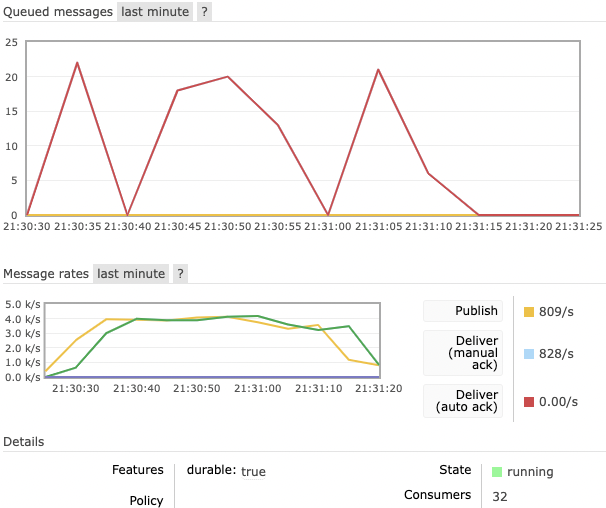 Queued messages last minute ?
25
20
15
10
5
0
21:30:30 21:30:35 21:30:40 21:30:45 21:30:50 21:30:55 21:31:00 21:31:05 21:31:10 21:31:15 21:31:20 21:31:25
Message rates last minute ?
5.0 k/s
4.0 k/s
3.0 k/s
2.0 k/s
1.0 k/s
0.0 k/s
21:30:30 21:30:40 21:30:50 21:31:00 21:31:10 21:31:20
Publish 809/s
Deliver
(manual
ack) 828/s
Deliver
(auto ack) 0.00/s
Details
Features durable: true
Policy
State running
Consumers 32